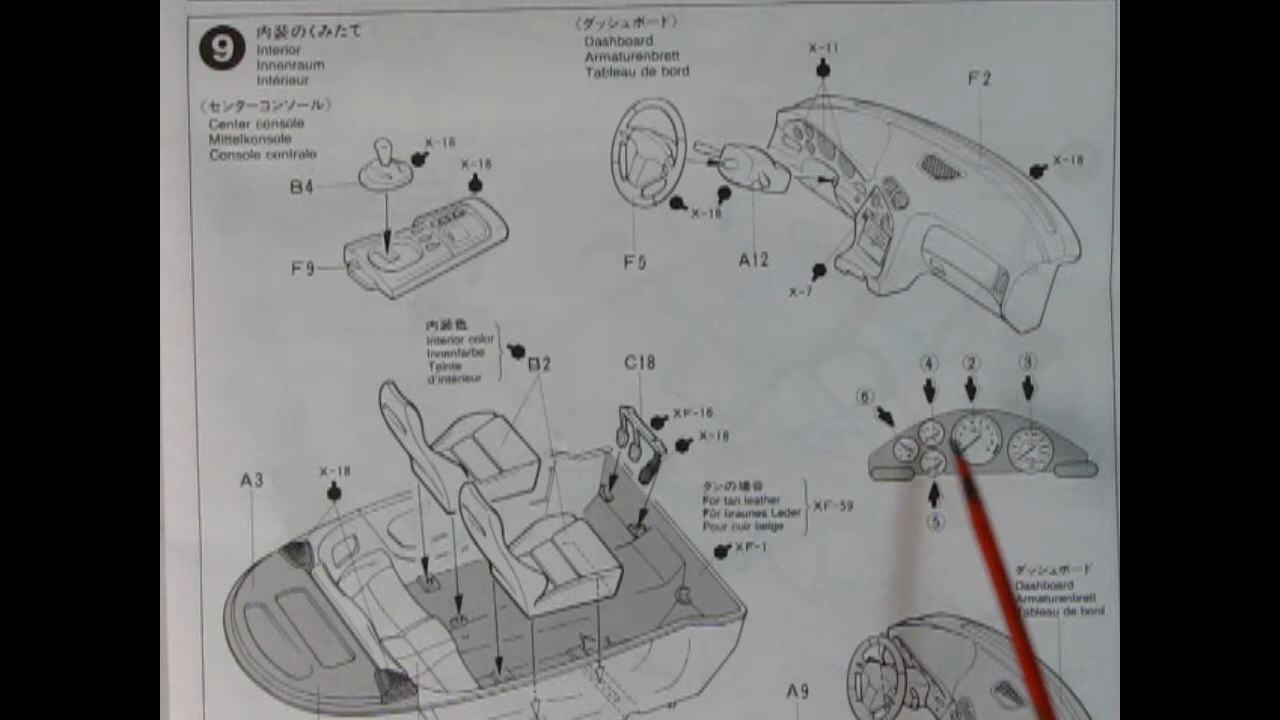 9
内装のくみたて
Interior
Innenraum
Intérieur
《センターコンソール》
Center console
Mittelkonsole
Console centrale
X-18
X-18
B4
F9
《ダッシュボード》
Dashboard
Armaturenbrett
Tableau de bord
X-11
F2
X-18
X-18
F5
A12
X-7
内装色
Interior color
Innenfarbe
Teinte
d'intérieur
B2
C18
XF-16
X-18
A3
X-18
タンの場合
For tan leather
Für braunes Leder
Pour cuir beige
XF-59
XF-1
④
②
③
⑥
⑤
ダッシュボード
Dashboard
Armaturenbrett
Tableau de bord
A9